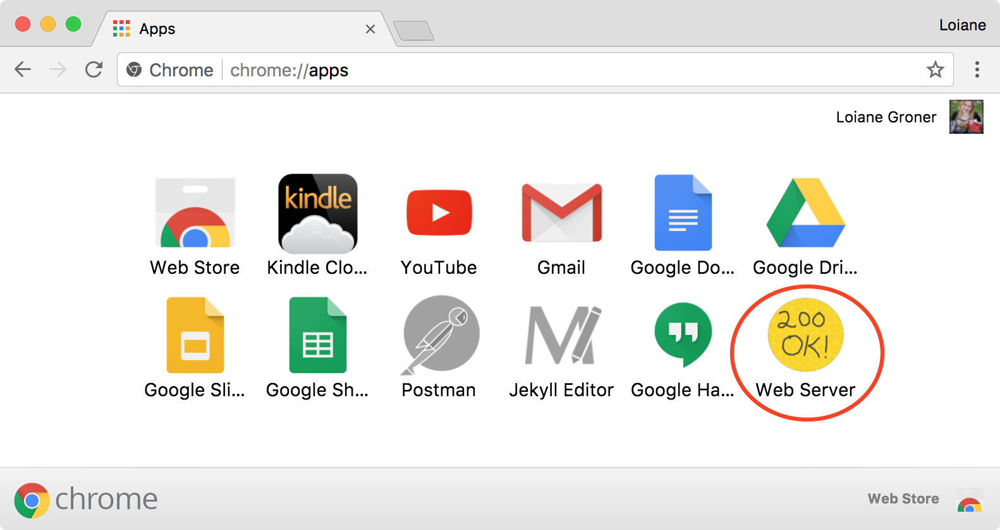 Apps
Loiane
Chrome chrome://apps
Loiane Groner
kindle
Web Store
Kindle Clo...
YouTube
Gmail
Google Do...
Google Dri...
200
OK!
Google Sli...
Google Sh...
Postman
Jekyll Editor
Google Ha...
Web Server
chrome
Web Store